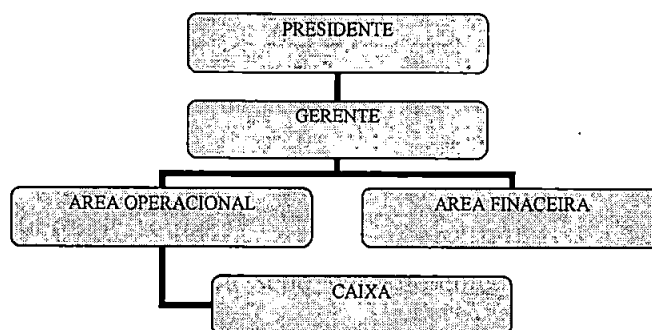 PRESIDENTE
GERENTE
AREA OPERACIONAL
AREA FINACEIRA
CAIXA